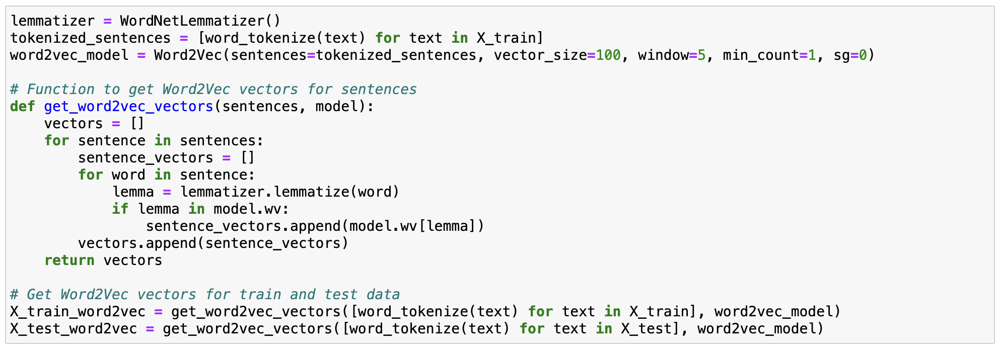 lemmatizer = WordNetLemmatizer()
tokenized_sentences = [word_tokenize(text) for text in X_train]
word2vec_model = Word2Vec(sentences=tokenized_sentences, vector_size=100, window=5, min_count=1, sg=0)

# Function to get Word2Vec vectors for sentences
def get_word2vec_vectors(sentences, model):
    vectors = []
    for sentence in sentences:
        sentence_vectors = []
        for word in sentence:
            lemma = lemmatizer.lemmatize(word)
            if lemma in model.wv:
                sentence_vectors.append(model.wv[lemma])
        vectors.append(sentence_vectors)
    return vectors

# Get Word2Vec vectors for train and test data
X_train_word2vec = get_word2vec_vectors([word_tokenize(text) for text in X_train], word2vec_model)
X_test_word2vec = get_word2vec_vectors([word_tokenize(text) for text in X_test], word2vec_model)